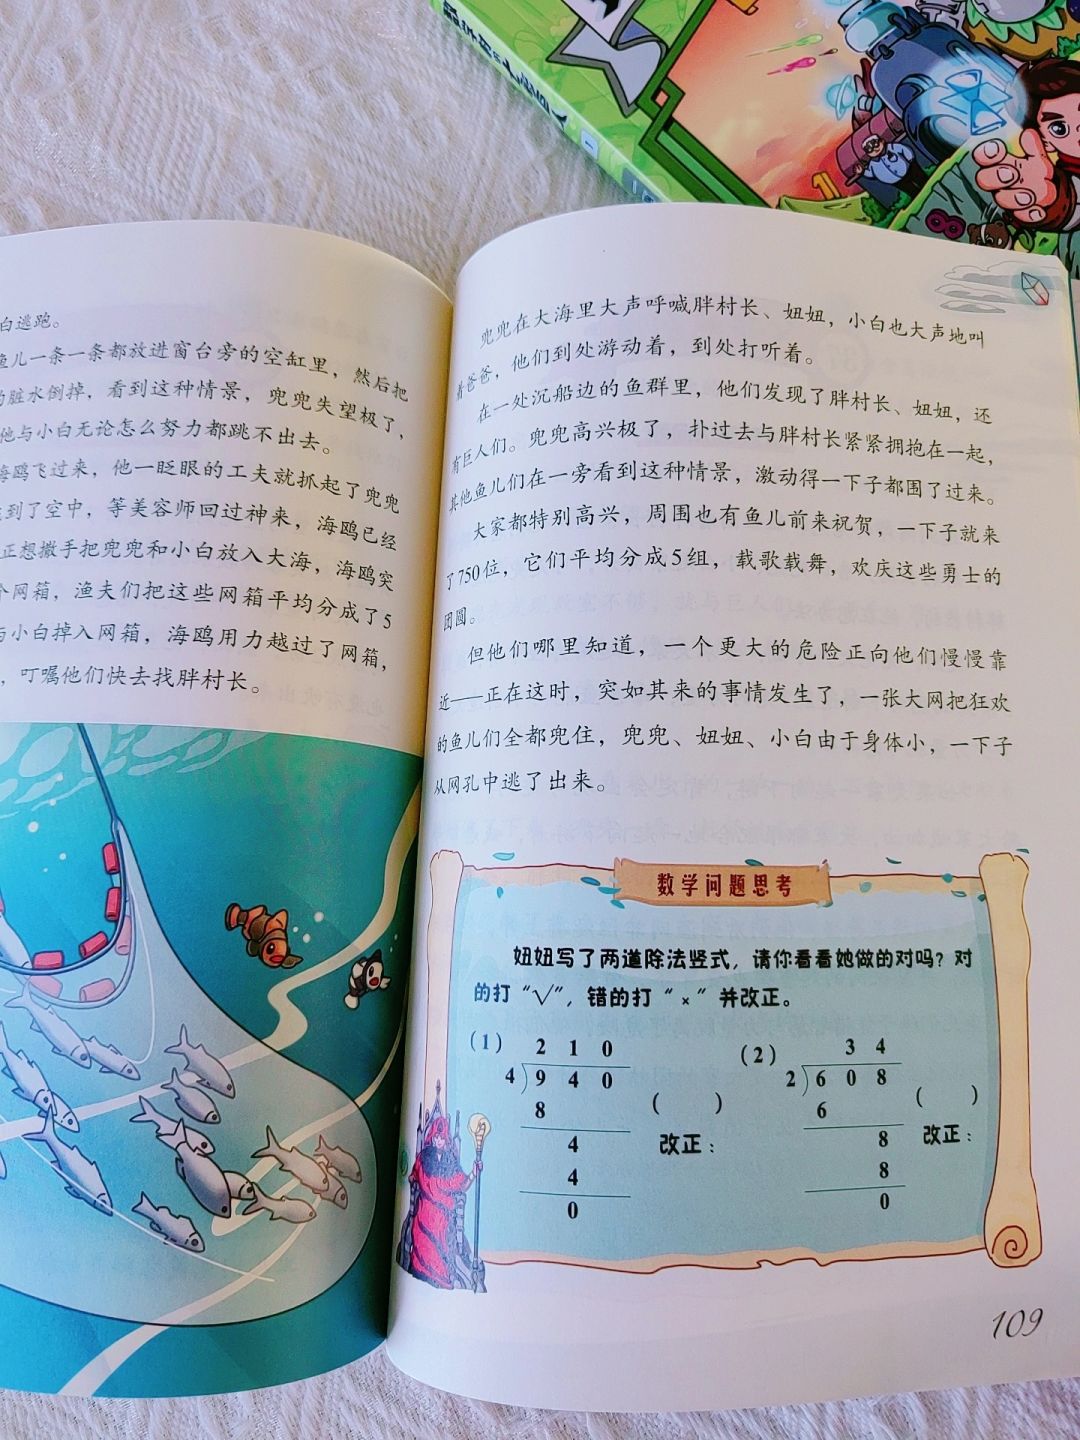 白逃跑。
鱼儿一条一条都放进窗台旁的空缸里，然后把
脏水倒掉，看到这种情景，兜兜失望极了，
他与小白无论怎么努力都跳不出去。
海鸥飞过来，他一眨眼的工夫就抓起了兜兜
到了空中，等美容师回过神来，海鸥已经
正想撒手把兜兜和小白放入大海，海鸥突
个网箱，渔夫们把这些网箱平均分成了5
与小白掉入网箱，海鸥用力越过了网箱，
，叮嘱他们快去找胖村长。
兜兜在大海里大声呼喊胖村长、妞妞，小白也大声地叫
着爸爸，他们到处游动着，到处打听着。
在一处沉船边的鱼群里，他们发现了胖村长、妞妞，还
有巨人们。兜兜高兴极了，扑过去与胖村长紧紧拥抱在一起，
其他鱼儿们在一旁看到这种情景，激动得一下子都围了过来。
大家都特别高兴，周围也有鱼儿前来祝贺，一下子就来
了750位，它们平均分成5组，载歌载舞，欢庆这些勇士的
团圆。
但他们哪里知道，一个更大的危险正向他们慢慢靠
近——正在这时，突如其来的事情发生了，一张大网把狂欢
的鱼儿们全都兜住，兜兜、妞妞、小白由于身体小，一下子
从网孔中逃了出来。
数学问题思考
妞妞写了两道除法竖式，请你看看她做的对吗？对
的打“√”，错的打“×”并改正。
(1) 2 1 0
4)9 4 0
8
4
4
0
( )
改正：
(2) 3 4
2)6 0 8
6
8
8
0
( )
改正：
109